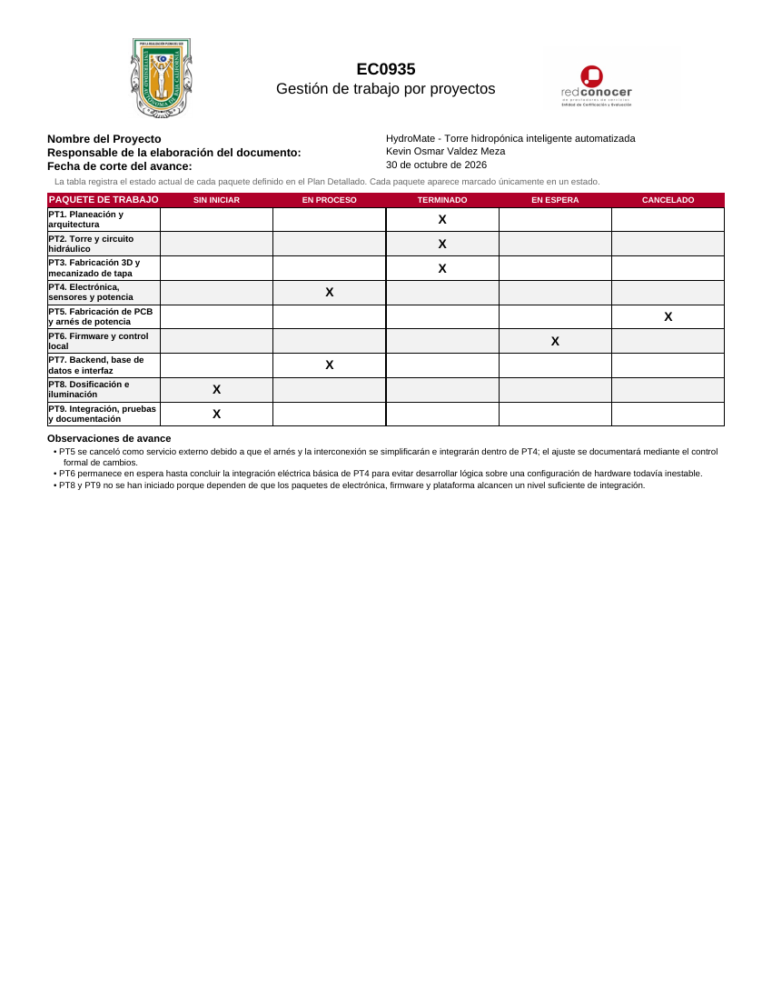 POR LA REALIZACIÓN PLENA DEL SER
UNIVERSIDAD AUTÓNOMA DE BAJA CALIFORNIA
EC0935
Gestión de trabajo por proyectos
redconocer
de prestadores de servicios
Entidad de Certificación y Evaluación
Nombre del Proyecto
HydroMate - Torre hidropónica inteligente automatizada
Responsable de la elaboración del documento:
Kevin Osmar Valdez Meza
Fecha de corte del avance:
30 de octubre de 2026
La tabla registra el estado actual de cada paquete definido en el Plan Detallado. Cada paquete aparece marcado únicamente en un estado.
PAQUETE DE TRABAJO SIN INICIAR EN PROCESO TERMINADO EN ESPERA CANCELADO
PT1. Planeación y
arquitectura
X
PT2. Torre y circuito
hidráulico
X
PT3. Fabricación 3D y
mecanizado de tapa
X
PT4. Electrónica,
sensores y potencia
X
PT5. Fabricación de PCB
y arnés de potencia
X
PT6. Firmware y control
local
X
PT7. Backend, base de
datos e interfaz
X
PT8. Dosificación e
iluminación
X
PT9. Integración, pruebas
y documentación
X
Observaciones de avance
• PT5 se canceló como servicio externo debido a que el arnés y la interconexión se simplificarán e integrarán dentro de PT4; el ajuste se documentará mediante el control
formal de cambios.
• PT6 permanece en espera hasta concluir la integración eléctrica básica de PT4 para evitar desarrollar lógica sobre una configuración de hardware todavía inestable.
• PT8 y PT9 no se han iniciado porque dependen de que los paquetes de electrónica, firmware y plataforma alcancen un nivel suficiente de integración.